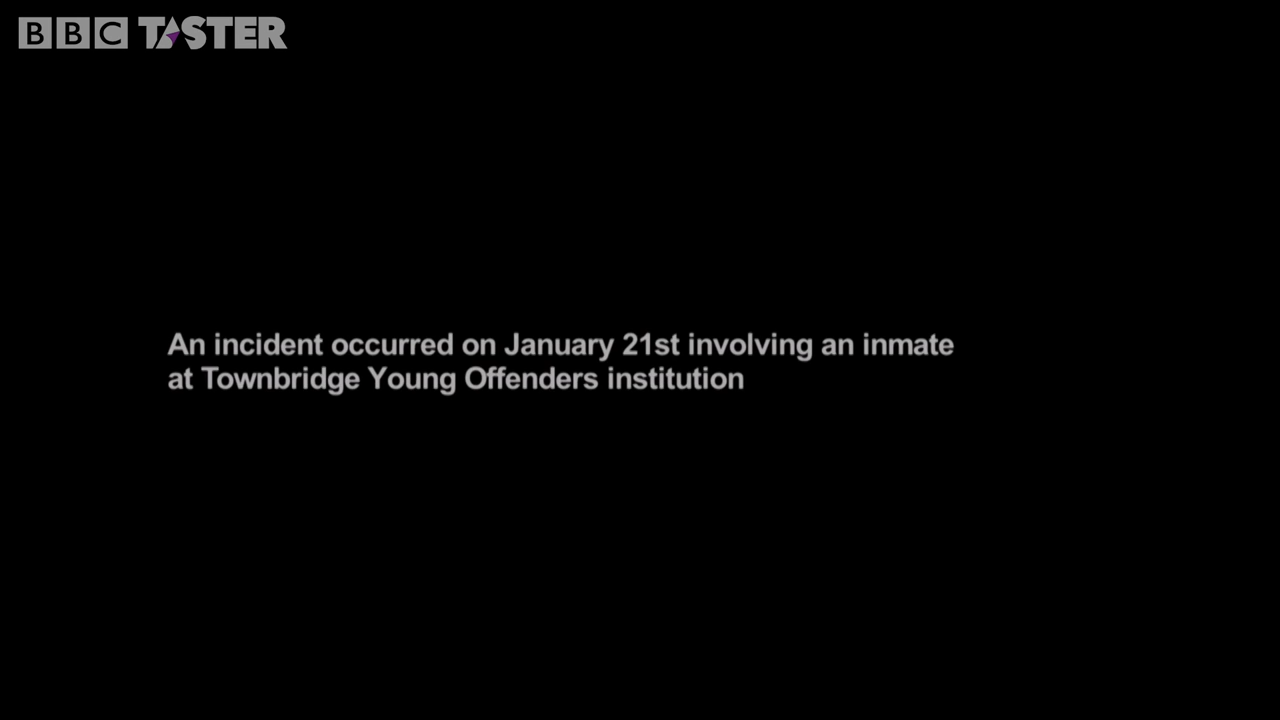 BBC TASTER
An incident occurred on January 21st involving an inmate
at Townbridge Young Offenders institution